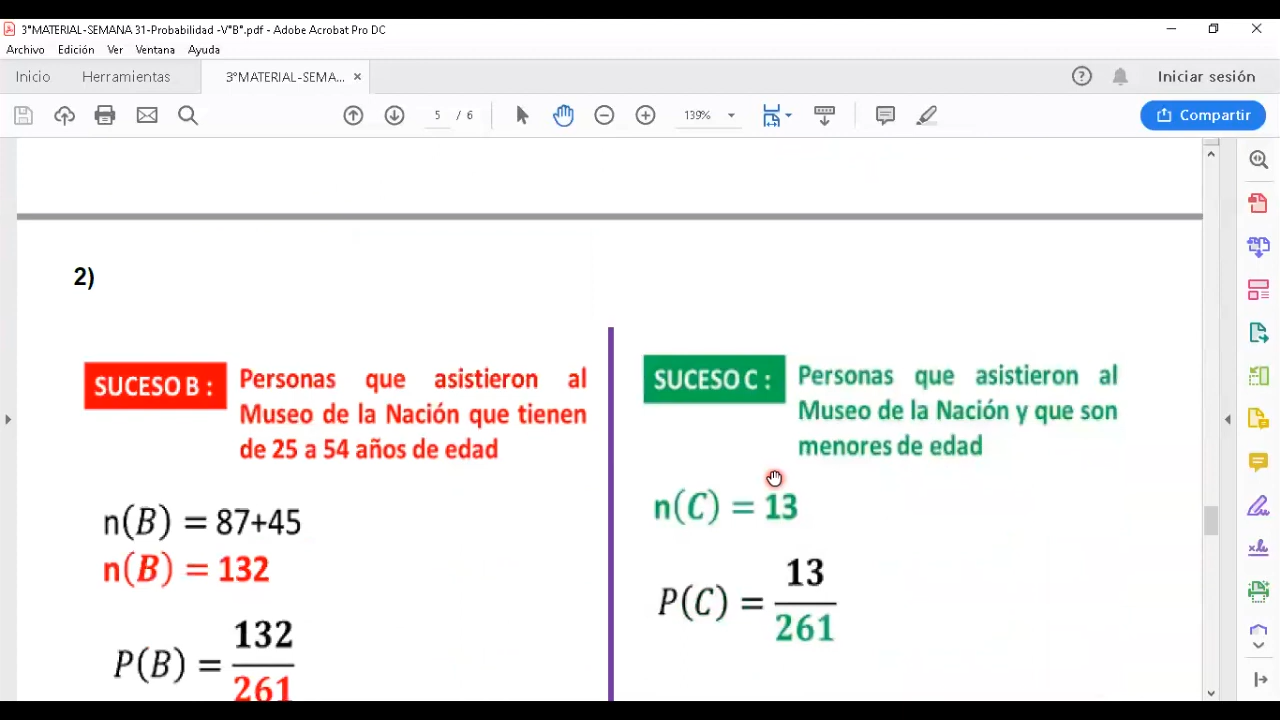 3°MATERIAL-SEMANA 31-Probabilidad -V°B°.pdf - Adobe Acrobat Pro DC
Archivo Edición Ver Ventana Ayuda
Inicio Herramientas 3°MATERIAL-SEMA... × Iniciar sesión
5 / 6 139% Compartir
2)
SUCESO B :
Personas que asistieron al
Museo de la Nación que tienen
de 25 a 54 años de edad
n(B) = 87+45
n(B) = 132
P(B) = 132/261
SUCESO C :
Personas que asistieron al
Museo de la Nación y que son
menores de edad
n(C) = 13
P(C) = 13/261